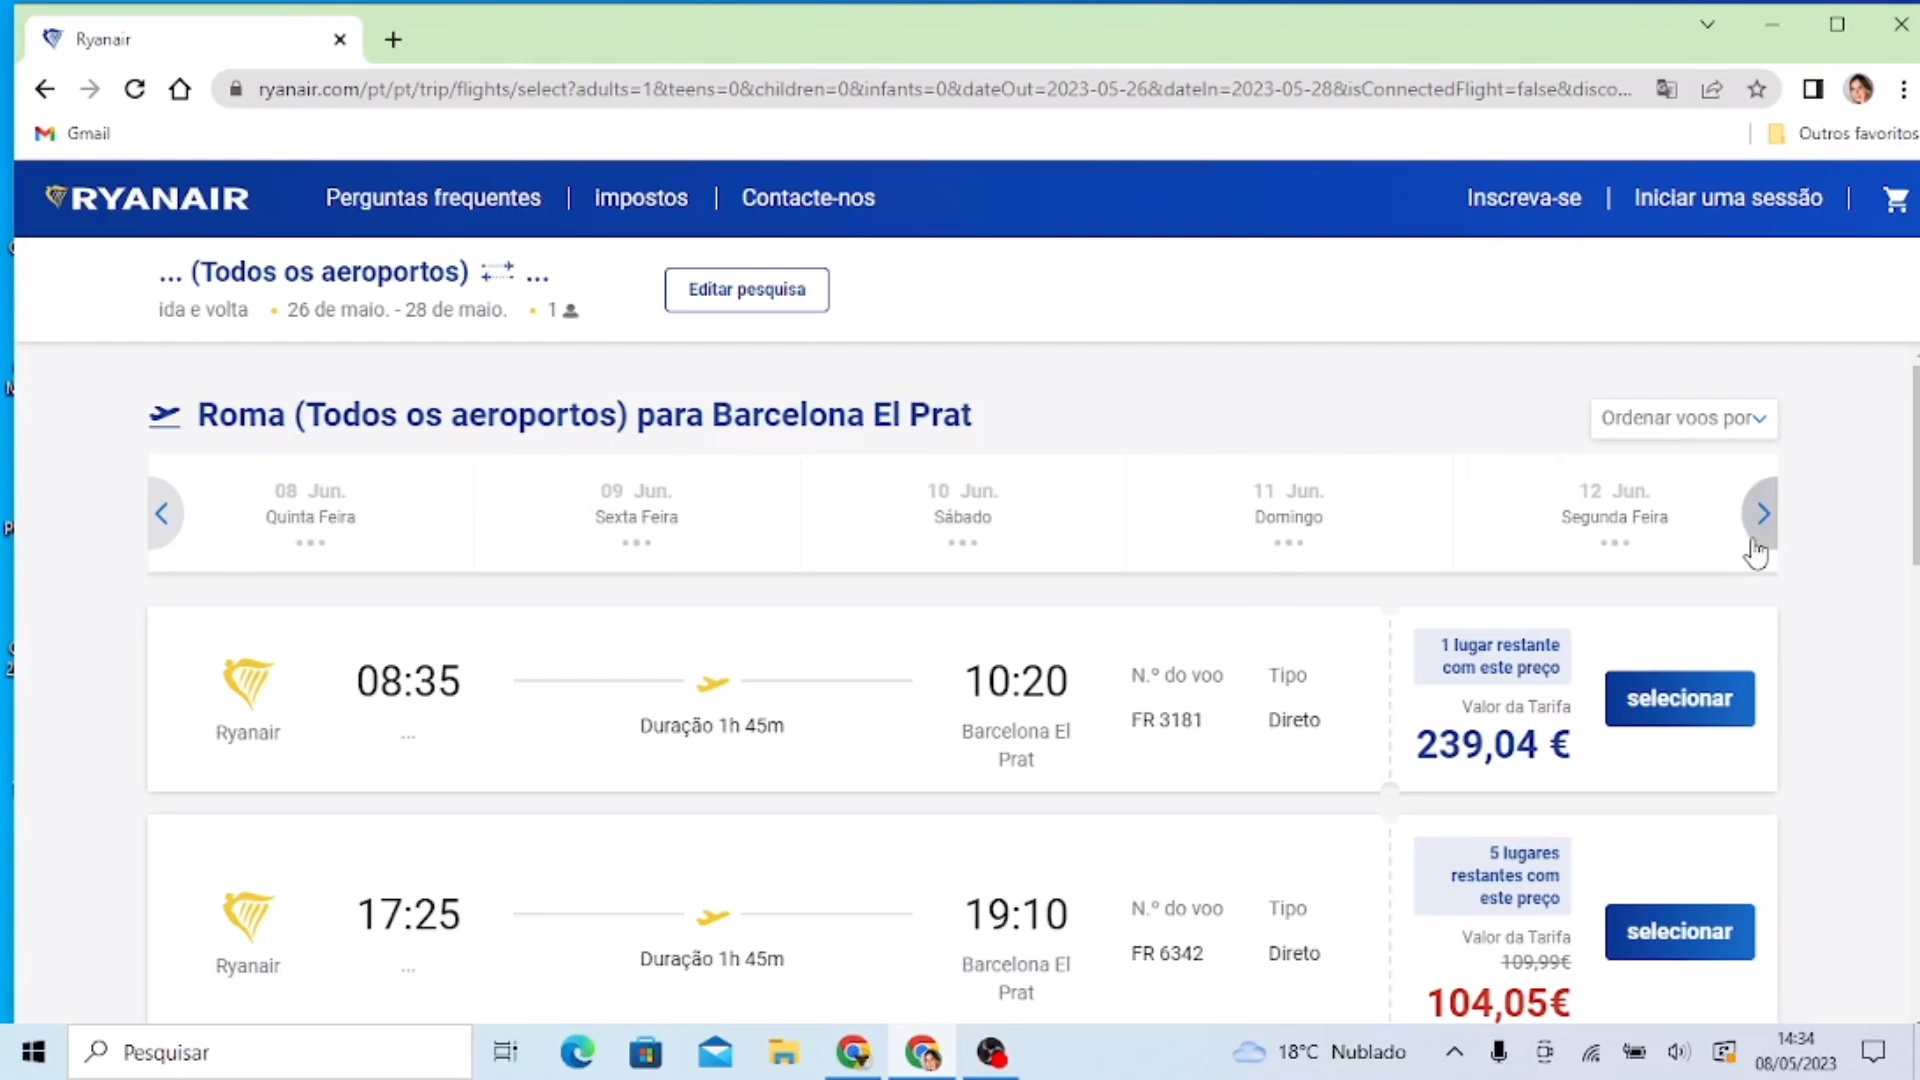 Ryanair
ryanair.com/pt/pt/trip/flights/select?adults=1&teens=0&children=0&infants=0&dateOut=2023-05-26&dateIn=2023-05-28&isConnectedFlight=false&disco...
Gmail
Outros favoritos
RYANAIR
Perguntas frequentes | impostos | Contacte-nos
Inscreva-se | Iniciar uma sessão |
... (Todos os aeroportos) ...
ida e volta • 26 de maio. - 28 de maio. • 1
Editar pesquisa
Roma (Todos os aeroportos) para Barcelona El Prat
Ordenar voos por
08 Jun.
Quinta Feira
•••
09 Jun.
Sexta Feira
•••
10 Jun.
Sábado
•••
11 Jun.
Domingo
•••
12 Jun.
Segunda Feira
•••
Ryanair
08:35
...
Duração 1h 45m
10:20
Barcelona El
Prat
N.º do voo
FR 3181
Tipo
Direto
1 lugar restante
com este preço
Valor da Tarifa
239,04 €
selecionar
Ryanair
17:25
...
Duração 1h 45m
19:10
Barcelona El
Prat
N.º do voo
FR 6342
Tipo
Direto
5 lugares
restantes com
este preço
Valor da Tarifa
109,99€
104,05€
selecionar
Pesquisar
18°C Nublado
14:34
08/05/2023